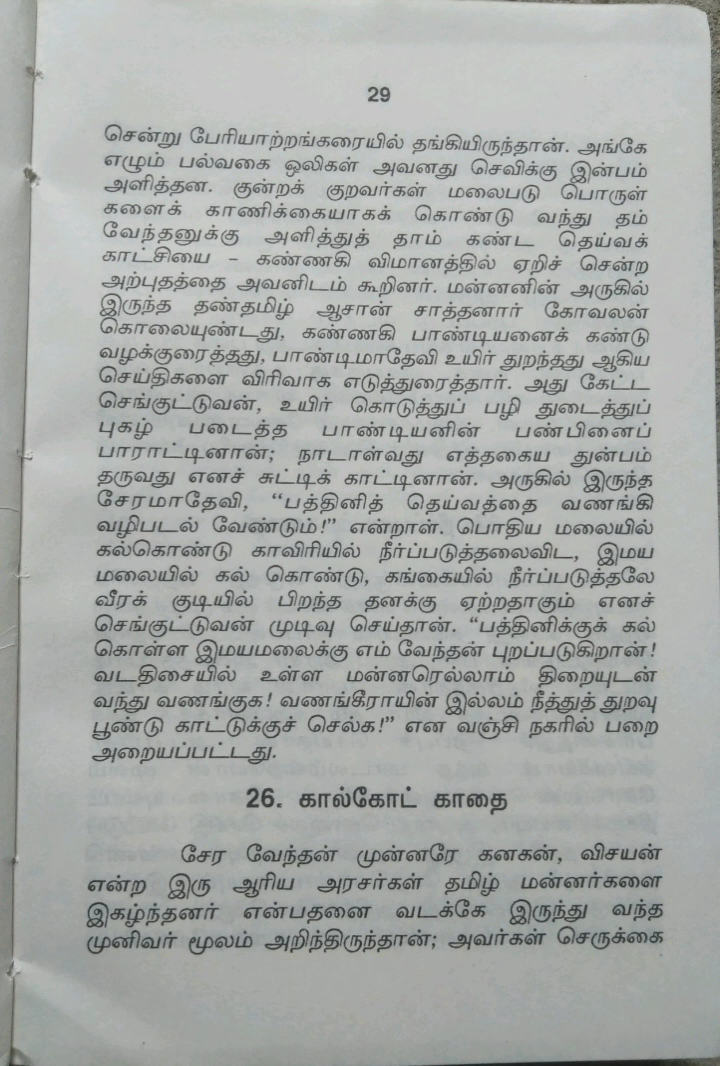 29
சென்று பேரியாற்றங்கரையில் தங்கியிருந்தான். அங்கே
எழும் பல்வகை ஒலிகள் அவனது செவிக்கு இன்பம்
அளித்தன. குன்றக் குறவர்கள் மலைபடு பொருள்
களைக் காணிக்கையாகக் கொண்டு வந்து தம்
வேந்தனுக்கு அளித்துத் தாம் கண்ட தெய்வக்
காட்சியை – கண்ணகி விமானத்தில் ஏறிச் சென்ற
அற்புதத்தை அவனிடம் கூறினர். மன்னனின் அருகில்
இருந்த தண்தமிழ் ஆசான் சாத்தனார் கோவலன்
கொலையுண்டது, கண்ணகி பாண்டியனைக் கண்டு
வழக்குரைத்தது, பாண்டிமாதேவி உயிர் துறந்தது ஆகிய
செய்திகளை விரிவாக எடுத்துரைத்தார். அது கேட்ட
செங்குட்டுவன், உயிர் கொடுத்துப் பழி துடைத்துப்
புகழ் படைத்த பாண்டியனின் பண்பினைப்
பாராட்டினான்; நாடாள்வது எத்தகைய துன்பம்
தருவது எனச் சுட்டிக் காட்டினான். அருகில் இருந்த
சேரமாதேவி, “பத்தினித் தெய்வத்தை வணங்கி
வழிபடல் வேண்டும்!” என்றாள். பொதிய மலையில்
கல்கொண்டு காவிரியில் நீர்ப்படுத்தலைவிட, இமய
மலையில் கல் கொண்டு, கங்கையில் நீர்ப்படுத்தலே
வீரக் குடியில் பிறந்த தனக்கு ஏற்றதாகும் எனச்
செங்குட்டுவன் முடிவு செய்தான். “பத்தினிக்குக் கல்
கொள்ள இமயமலைக்கு எம் வேந்தன் புறப்படுகிறான்!
வடதிசையில் உள்ள மன்னரெல்லாம் திறையுடன்
வந்து வணங்குக! வணங்கீராயின் இல்லம் நீத்துத் துறவு
பூண்டு காட்டுக்குச் செல்க!” என வஞ்சி நகரில் பறை
அறையப்பட்டது.
26. கால்கோட் காதை
சேர வேந்தன் முன்னரே கனகன், விசயன்
என்ற இரு ஆரிய அரசர்கள் தமிழ் மன்னர்களை
இகழ்ந்தனர் என்பதனை வடக்கே இருந்து வந்த
முனிவர் மூலம் அறிந்திருந்தான்; அவர்கள் செருக்கை